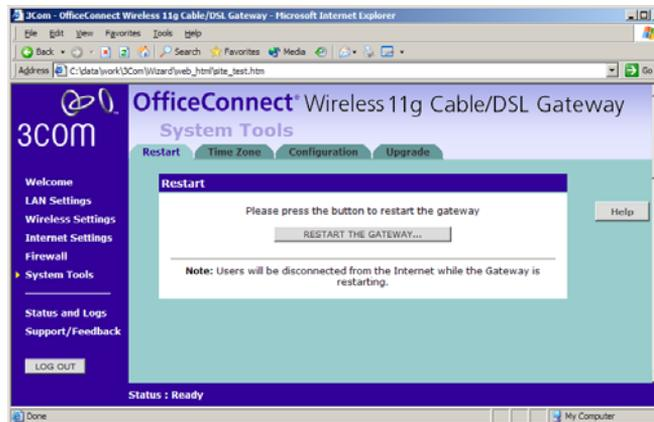 3Com - OfficeConnect Wireless 11g Cable/DSL Gateway - Microsoft Internet Explorer
File Edit View Favorites Tools Help
Back Search Favorites Media
Address C:\data\work\3Com\Wizard\web_html\pite_test.htm Go
3COM
OfficeConnect® Wireless 11g Cable/DSL Gateway
System Tools
Restart Time Zone Configuration Upgrade
Welcome
LAN Settings
Wireless Settings
Internet Settings
Firewall
System Tools
Status and Logs
Support/Feedback
LOG OUT
Restart
Please press the button to restart the gateway
RESTART THE GATEWAY...
Note: Users will be disconnected from the Internet while the Gateway is
restarting.
Help
Status : Ready
Done My Computer